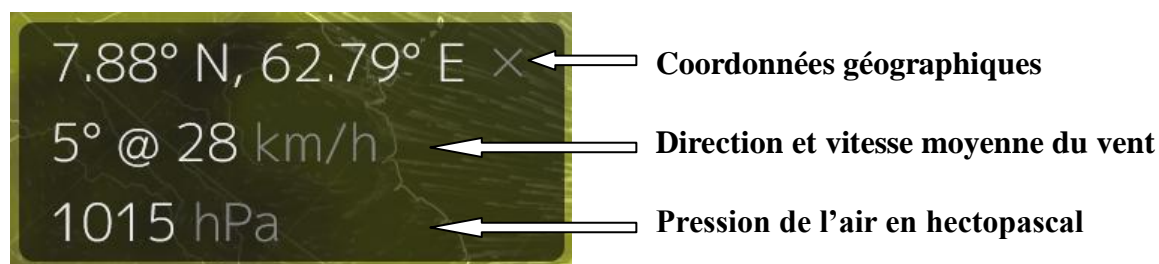 7.88° N, 62.79° E × Coordonnées géographiques
5° @ 28 km/h Direction et vitesse moyenne du vent
1015 hPa Pression de l’air en hectopascal